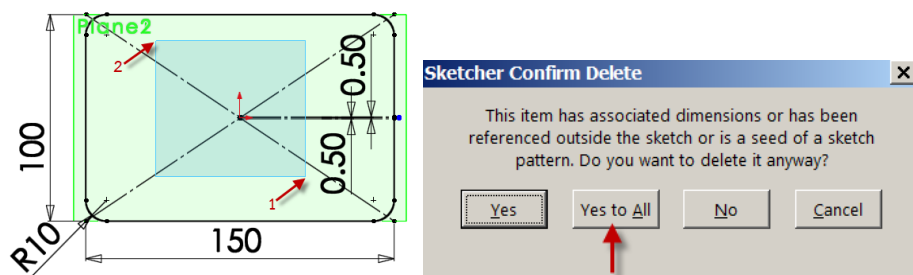 Plane2
2
0.50
100
0.50
1
R10
150
Sketcher Confirm Delete
This item has associated dimensions or has been
referenced outside the sketch or is a seed of a sketch
pattern. Do you want to delete it anyway?
Yes
Yes to All
No
Cancel